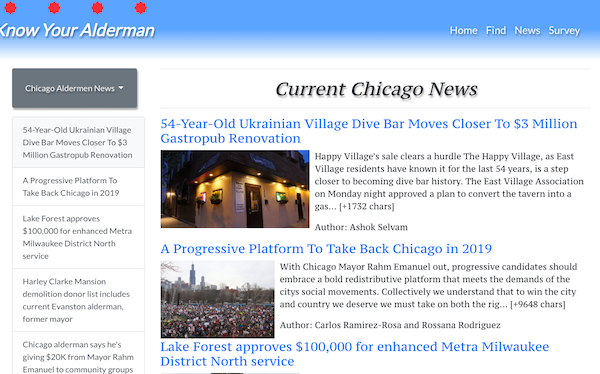 Know Your Alderman
Home Find News Survey
Chicago Aldermen News
54-Year-Old Ukrainian Village
Dive Bar Moves Closer To $3
Million Gastropub Renovation
A Progressive Platform To
Take Back Chicago in 2019
Lake Forest approves
$100,000 for enhanced Metra
Milwaukee District North
service
Harley Clarke Mansion
demolition donor list includes
current Evanston alderman,
former mayor
Chicago alderman says he's
giving $20K from Mayor Rahm
Emanuel to community groups
Current Chicago News
54-Year-Old Ukrainian Village Dive Bar Moves Closer To $3 Million
Gastropub Renovation
Happy Village's sale clears a hurdle The Happy Village, as East
Village residents have known it for the last 54 years, is a step
closer to becoming dive bar history. The East Village Association
on Monday night approved a plan to convert the tavern into a
gas... [+1732 chars]
Author: Ashok Selvam
A Progressive Platform To Take Back Chicago in 2019
With Chicago Mayor Rahm Emanuel out, progressive candidates should
embrace a bold redistributive platform that meets the demands of the
citys social movements. Collectively we understand that to win the city
and country we deserve we must take on both the rig... [+9648 chars]
Author: Carlos Ramirez-Rosa and Rossana Rodriguez
Lake Forest approves $100,000 for enhanced Metra Milwaukee
District North service